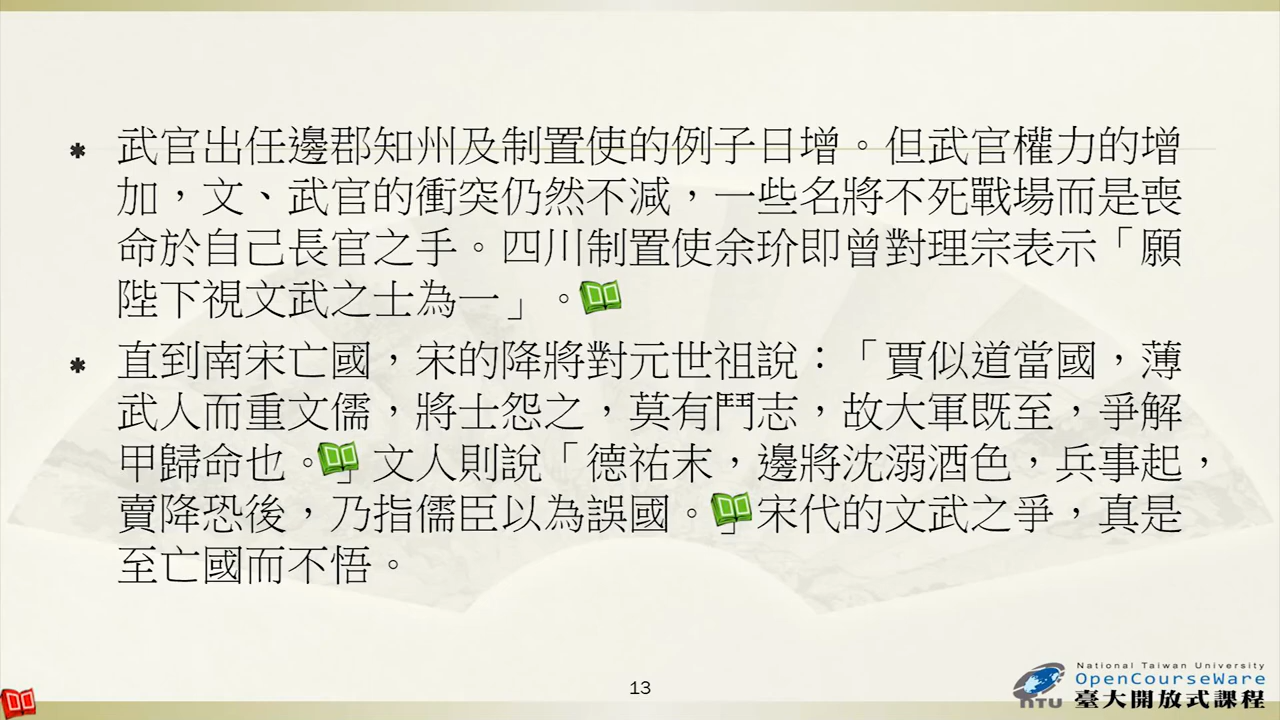 * 武官出任邊郡知州及制置使的例子日增。但武官權力的增
加，文、武官的衝突仍然不減，一些名將不死戰場而是喪
命於自己長官之手。四川制置使余玠即曾對理宗表示「願
陛下視文武之士為一」。
* 直到南宋亡國，宋的降將對元世祖說：「賈似道當國，薄
武人而重文儒，將士怨之，莫有鬥志，故大軍既至，爭解
甲歸命也。」文人則說「德祐末，邊將沈溺酒色，兵事起，
賣降恐後，乃指儒臣以為誤國。」宋代的文武之爭，真是
至亡國而不悟。
13
National Taiwan University
OpenCourseWare
NTU 臺大開放式課程